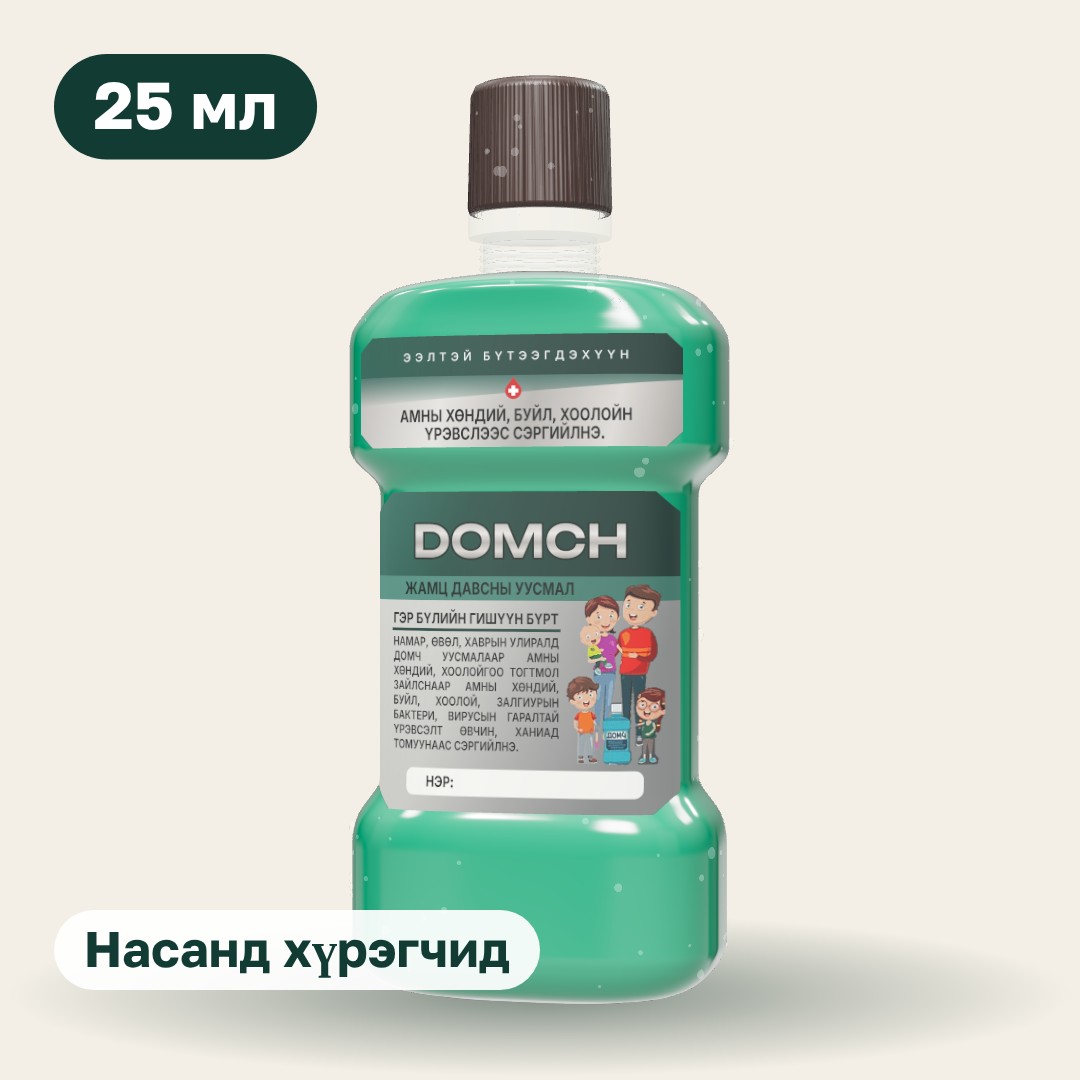 25 мл
ЭЭЛТЭЙ БҮТЭЭГДЭХҮҮН
АМНЫ ХӨНДИЙ, БУЙЛ, ХООЛОЙН
ҮРЭВСЛЭЭС СЭРГИЙЛНЭ.
DOMCH
ЖАМЦ ДАВСНЫ УУСМАЛ
ГЭР БҮЛИЙН ГИШҮҮН БҮРТ
НАМАР, ӨВӨЛ, ХАВРЫН УЛИРАЛД
ДОМЧ УУСМАЛААР АМНЫ
ХӨНДИЙ, ХООЛОЙГОО ТОГТМОЛ
ЗАЙЛСНААР АМНЫ ХӨНДИЙ,
БУЙЛ, ХООЛОЙ, ЗАЛГИУРЫН
БАКТЕРИ, ВИРУСЫН ГАРАЛТАЙ
ҮРЭВСЭЛТ ӨВЧИН, ХАНИАД
ТОМУУНААС СЭРГИЙЛНЭ.
ДОМЧ
НЭР:
Насанд хүрэгчид